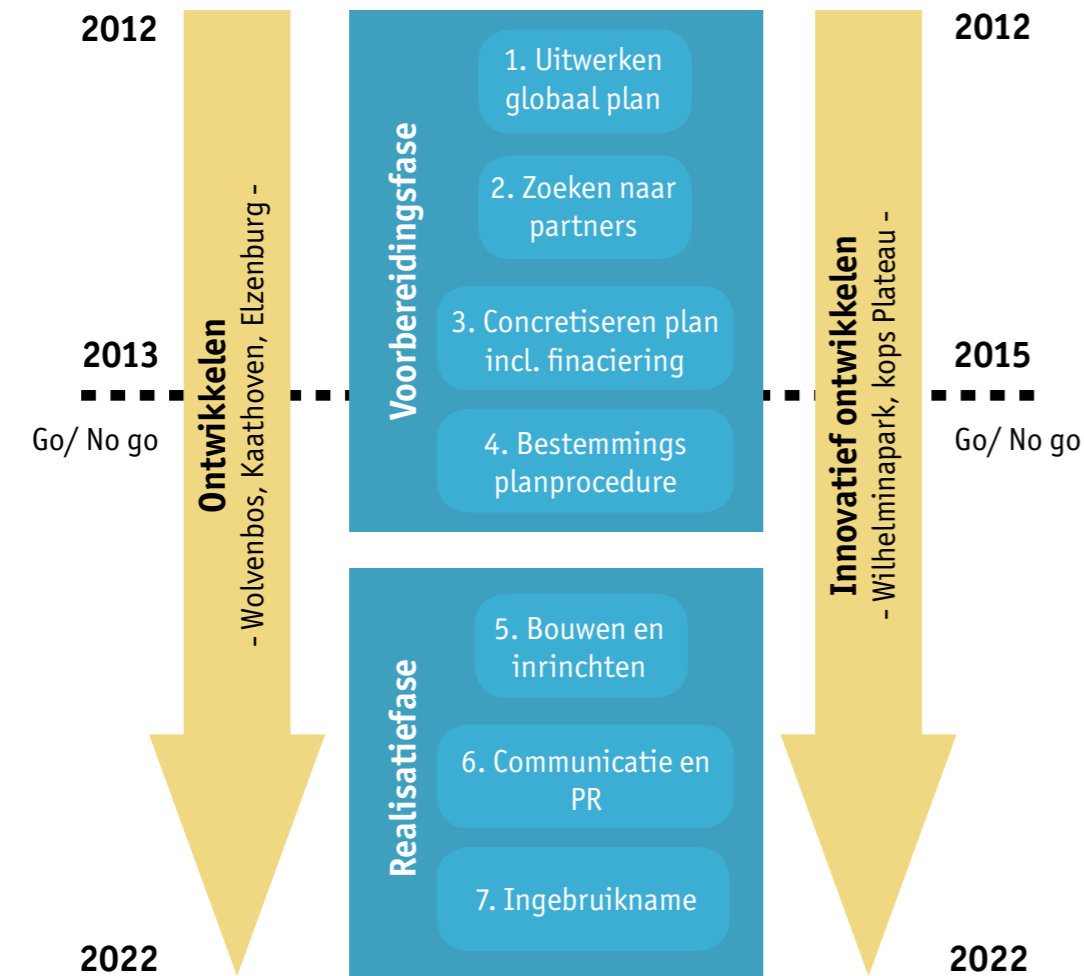 2012
2013
Go/ No go
2022
Ontwikkelen
- Wolvenbos, Kaathoven, Elzenburg -
Voorbereidingsfase
1. Uitwerken
globaal plan
2. Zoeken naar
partners
3. Concretiseren plan
incl. finaciering
4. Bestemmings
planprocedure
Realisatiefase
5. Bouwen en
inrinchten
6. Communicatie en
PR
7. Ingebruikname
Innovatief ontwikkelen
- Wilhelminapark, kops Plateau -
2012
2015
Go/ No go
2022